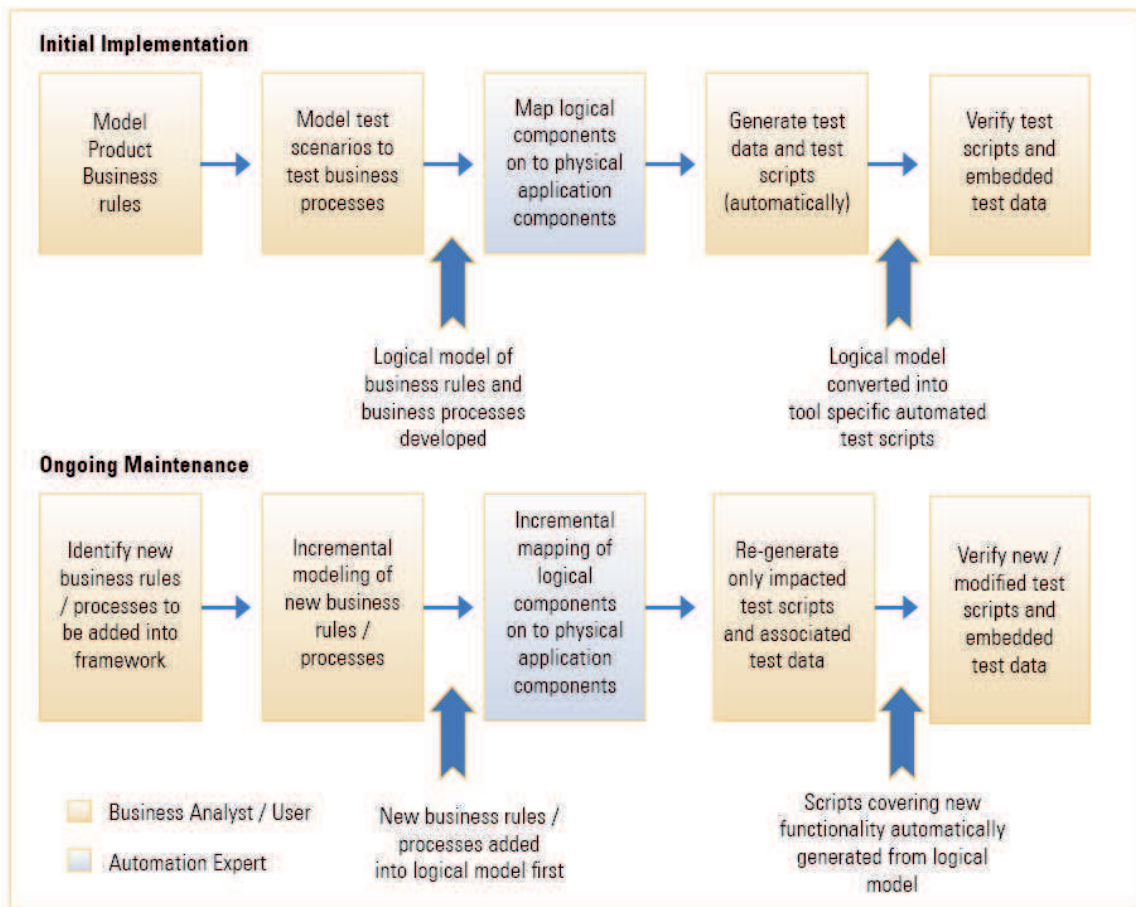 Initial Implementation
Model
Product
Business
rules
Model test
scenarios to
test business
processes
Map logical
components
on to physical
application
components
Generate test
data and test
scripts
(automatically)
Verify test
scripts and
embedded
test data
Logical model of
business rules and
business processes
developed
Logical model
converted into
tool specific automated
test scripts
Ongoing Maintenance
Identify new
business rules
/ processes to
be added into
framework
Incremental
modeling of
new business
rules /
processes
Incremental
mapping of
logical
components
on to physical
application
components
Re-generate
only impacted
test scripts
and associated
test data
Verify new /
modified test
scripts and
embedded
test data
Business Analyst / User
Automation Expert
New business rules /
processes added
into logical model first
Scripts covering new
functionality automatically
generated from logical
model